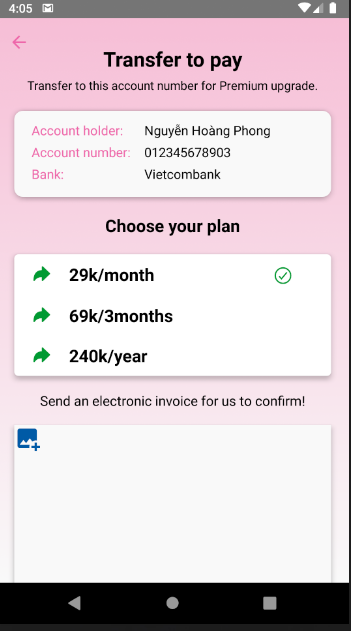 4:05
Transfer to pay
Transfer to this account number for Premium upgrade.
Account holder: Nguyễn Hoàng Phong
Account number: 012345678903
Bank: Vietcombank
Choose your plan
29k/month
69k/3months
240k/year
Send an electronic invoice for us to confirm!